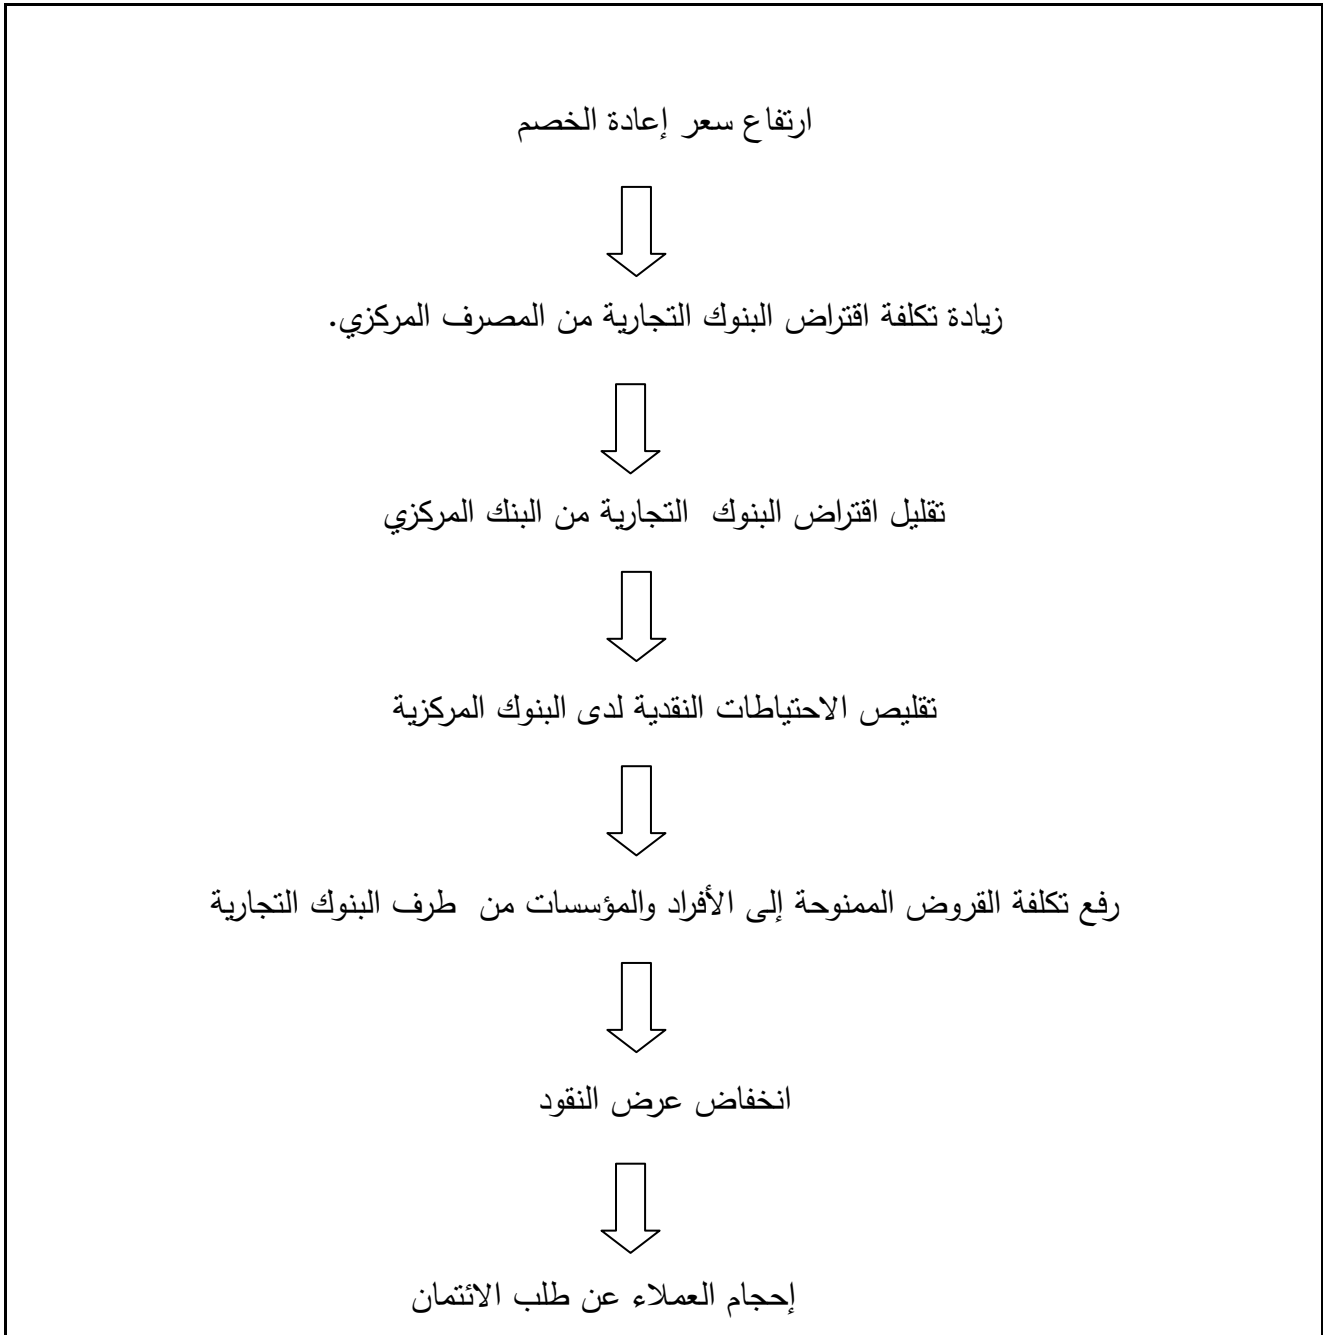 ارتفاع سعر إعادة الخصم
زيادة تكلفة اقتراض البنوك التجارية من المصرف المركزي.
تقليل اقتراض البنوك التجارية من البنك المركزي
تقليص الاحتياطات النقدية لدى البنوك المركزية
رفع تكلفة القروض الممنوحة إلى الأفراد والمؤسسات من طرف البنوك التجارية
انخفاض عرض النقود
إحجام العملاء عن طلب الائتمان